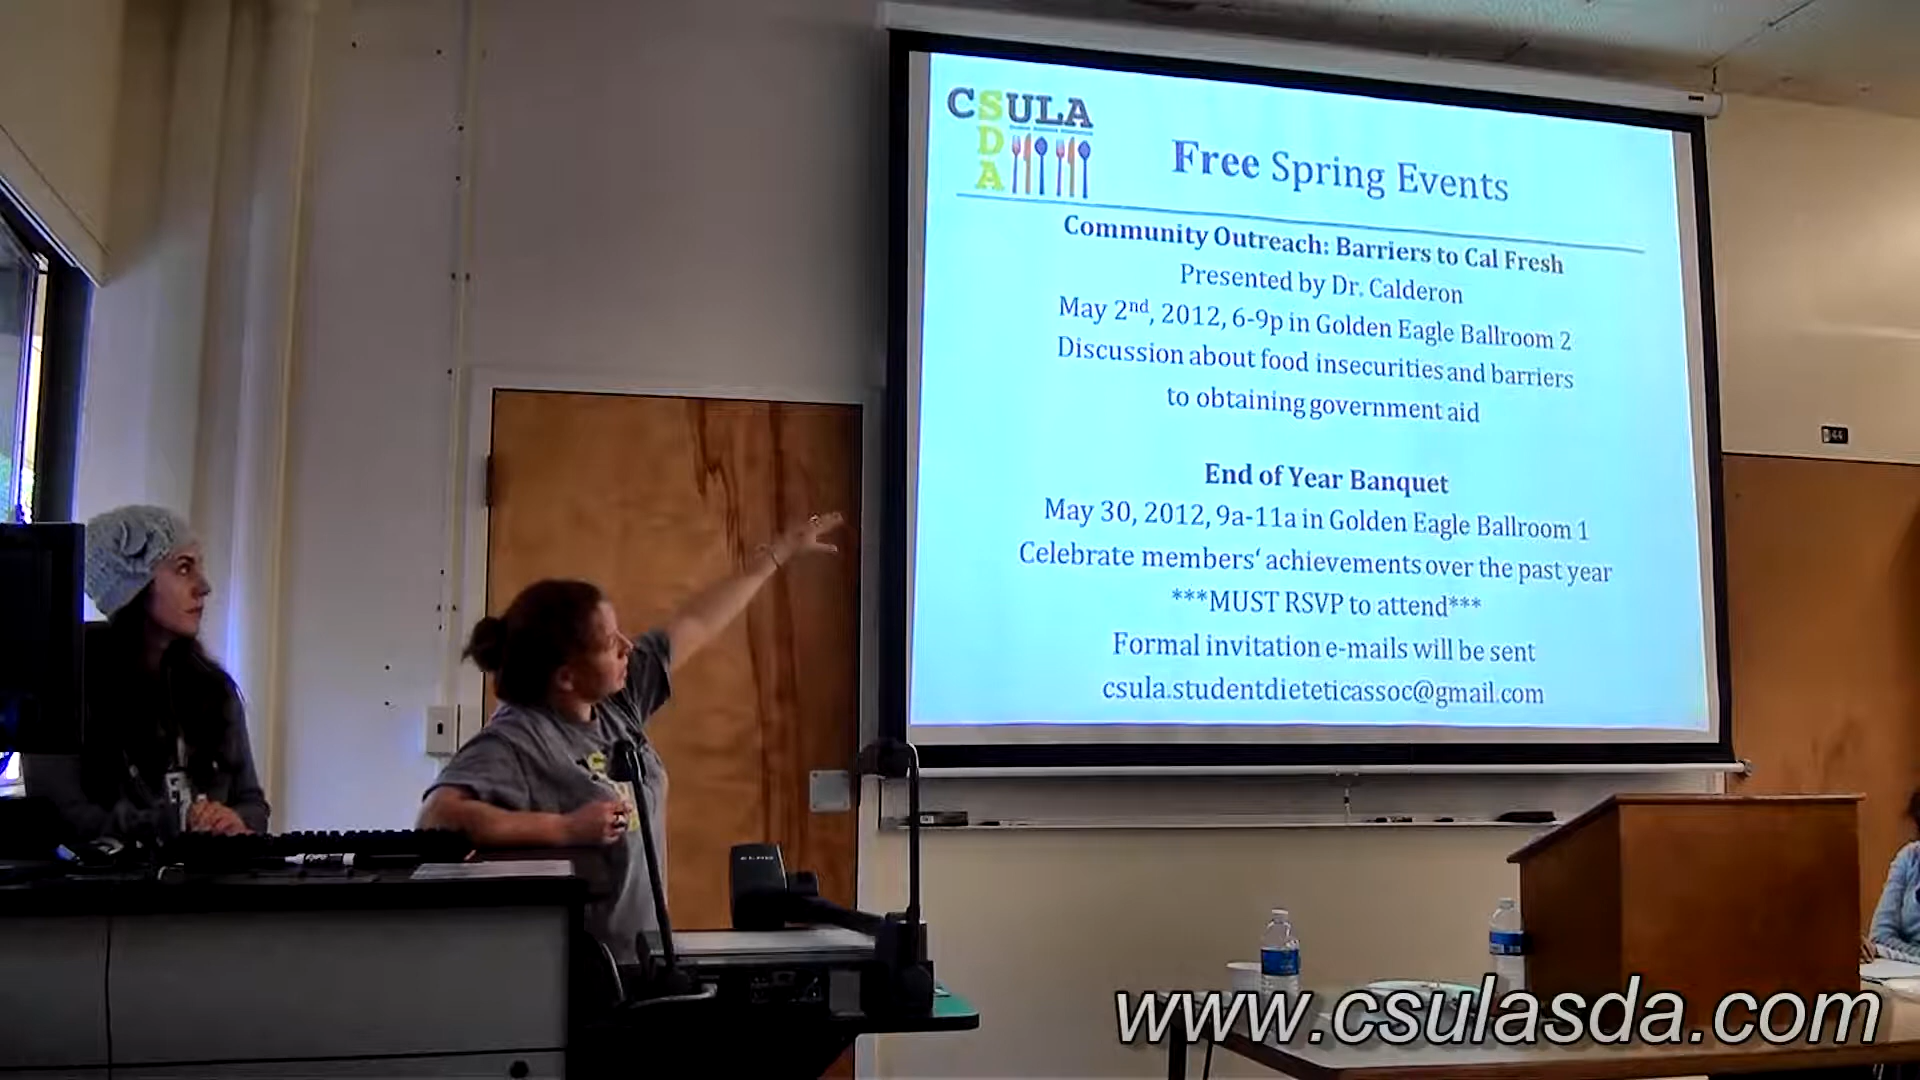 CSULA
SDA
Free Spring Events
Community Outreach: Barriers to Cal Fresh
Presented by Dr. Calderon
May 2nd, 2012, 6-9p in Golden Eagle Ballroom 2
Discussion about food insecurities and barriers
to obtaining government aid
End of Year Banquet
May 30, 2012, 9a-11a in Golden Eagle Ballroom 1
Celebrate members‘ achievements over the past year
***MUST RSVP to attend***
Formal invitation e-mails will be sent
csula.studentdieteticassoc@gmail.com
ELMO
www.csulasda.com